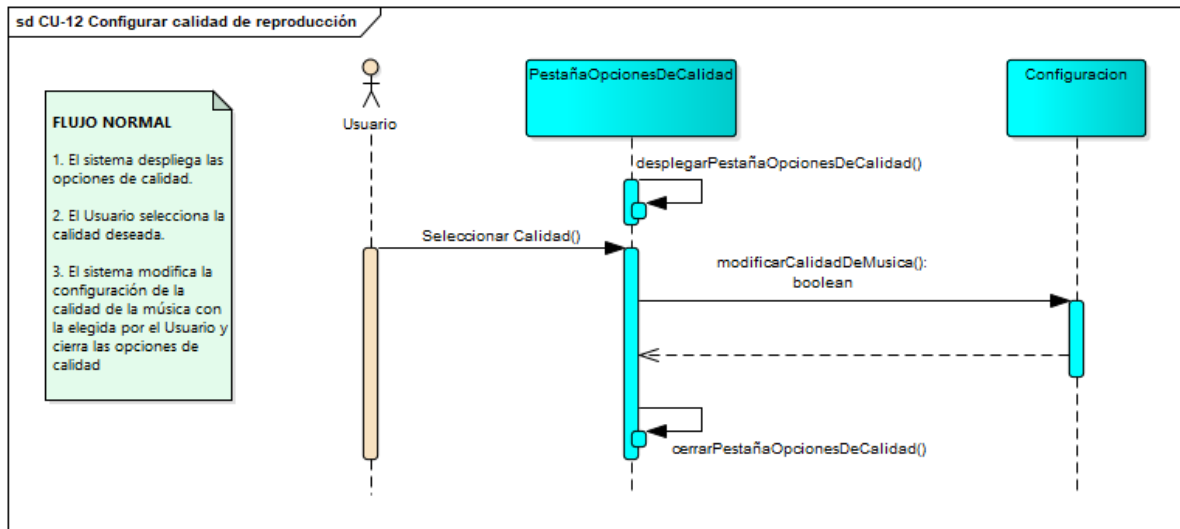 sd CU-12 Configurar calidad de reproducción
FLUJO NORMAL
1. El sistema despliega las
opciones de calidad.
2. El Usuario selecciona la
calidad deseada.
3. El sistema modifica la
configuración de la
calidad de la música con
la elegida por el Usuario y
cierra las opciones de
calidad
Usuario
PestañaOpcionesDeCalidad
Configuracion
desplegarPestañaOpcionesDeCalidad()
Seleccionar Calidad()
modificarCalidadDeMusica():
boolean
cerrarPestañaOpcionesDeCalidad()